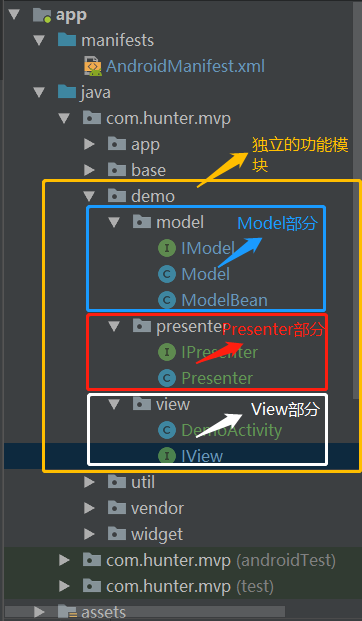 app
manifests
AndroidManifest.xml
java
com.hunter.mvp
app
独立的功能模
块
base
demo
model
Model部分
IModel
Model
ModelBean
presenter
Presenter部分
IPresenter
Presenter
view
View部分
DemoActivity
IView
util
vendor
widget
com.hunter.mvp (androidTest)
com.hunter.mvp (test)
assets